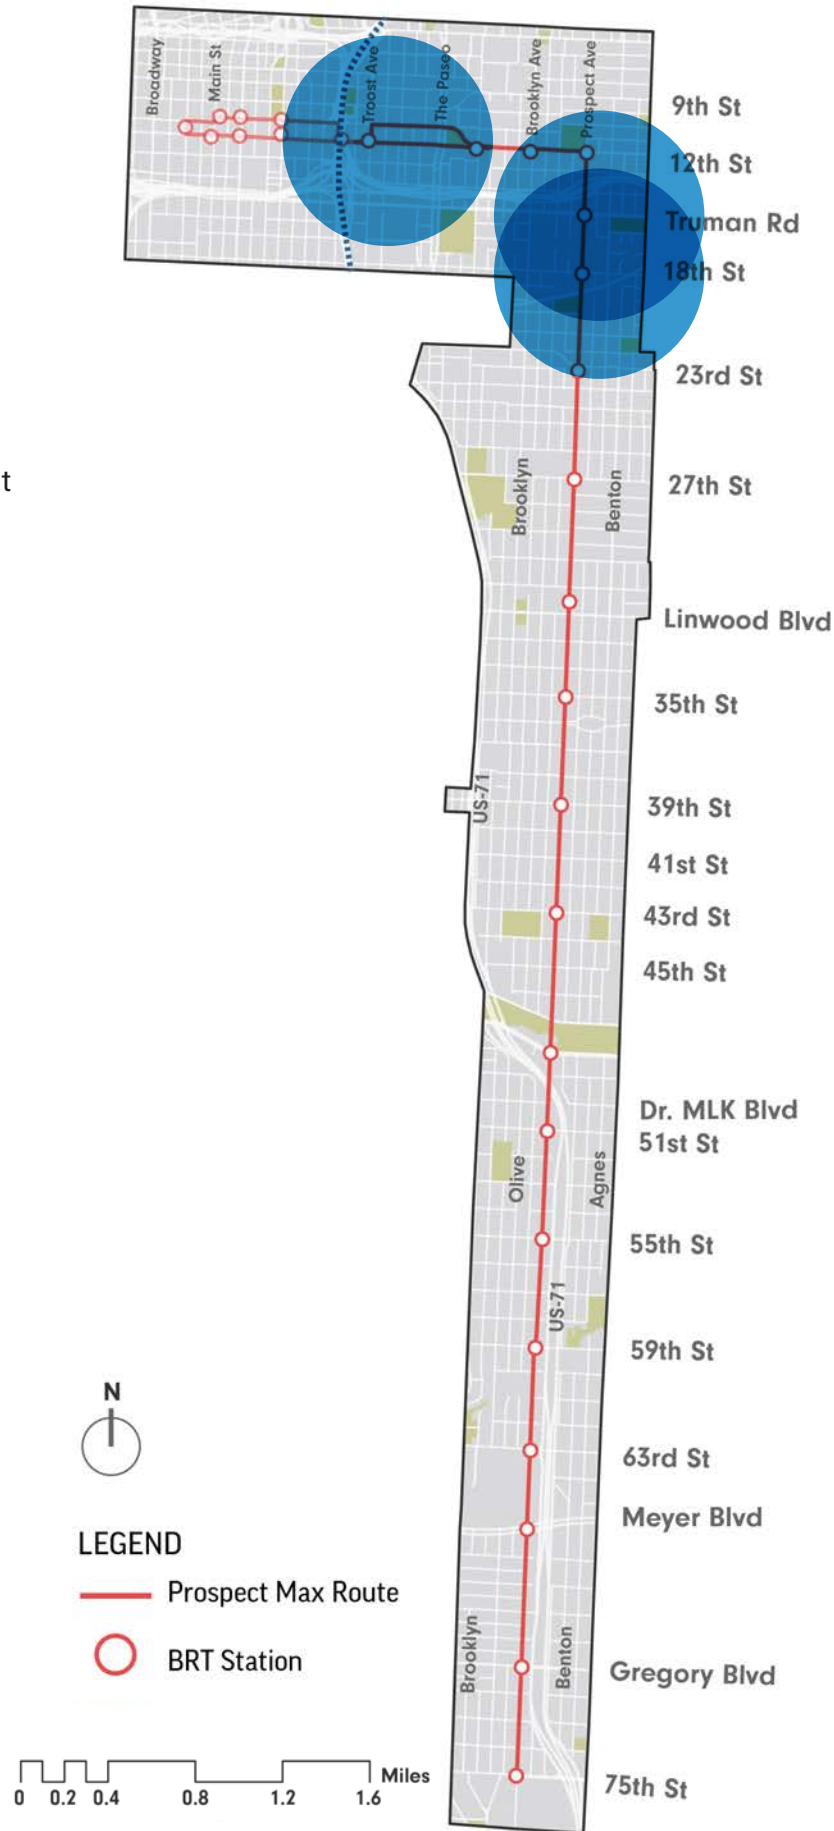 Broadway
Main St
Troost Ave
The Paseo
Brooklyn Ave
Prospect Ave
9th St
12th St
Truman Rd
18th St
23rd St
t
27th St
Brooklyn
Benton
Linwood Blvd
35th St
US-71
39th St
41st St
43rd St
45th St
Dr. MLK Blvd
51st St
Olive
Agnes
55th St
US-71
59th St
N
63rd St
Meyer Blvd
LEGEND
Prospect Max Route
BRT Station
Brooklyn
Benton
Gregory Blvd
75th St
Miles
0 0.2 0.4 0.8 1.2 1.6